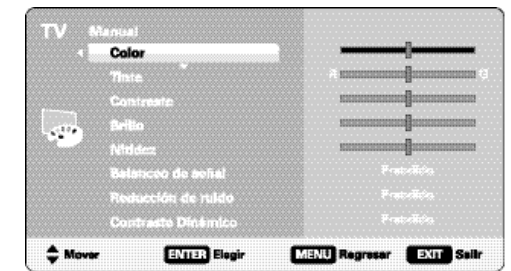 TV Manual
Color
Tinte R G
Contraste
Brillo
Nitidez
Balanceo de señal
Reducción de ruido
Contraste Dinámico
Mover ENTER Elegir MENU Regresar EXIT Salir